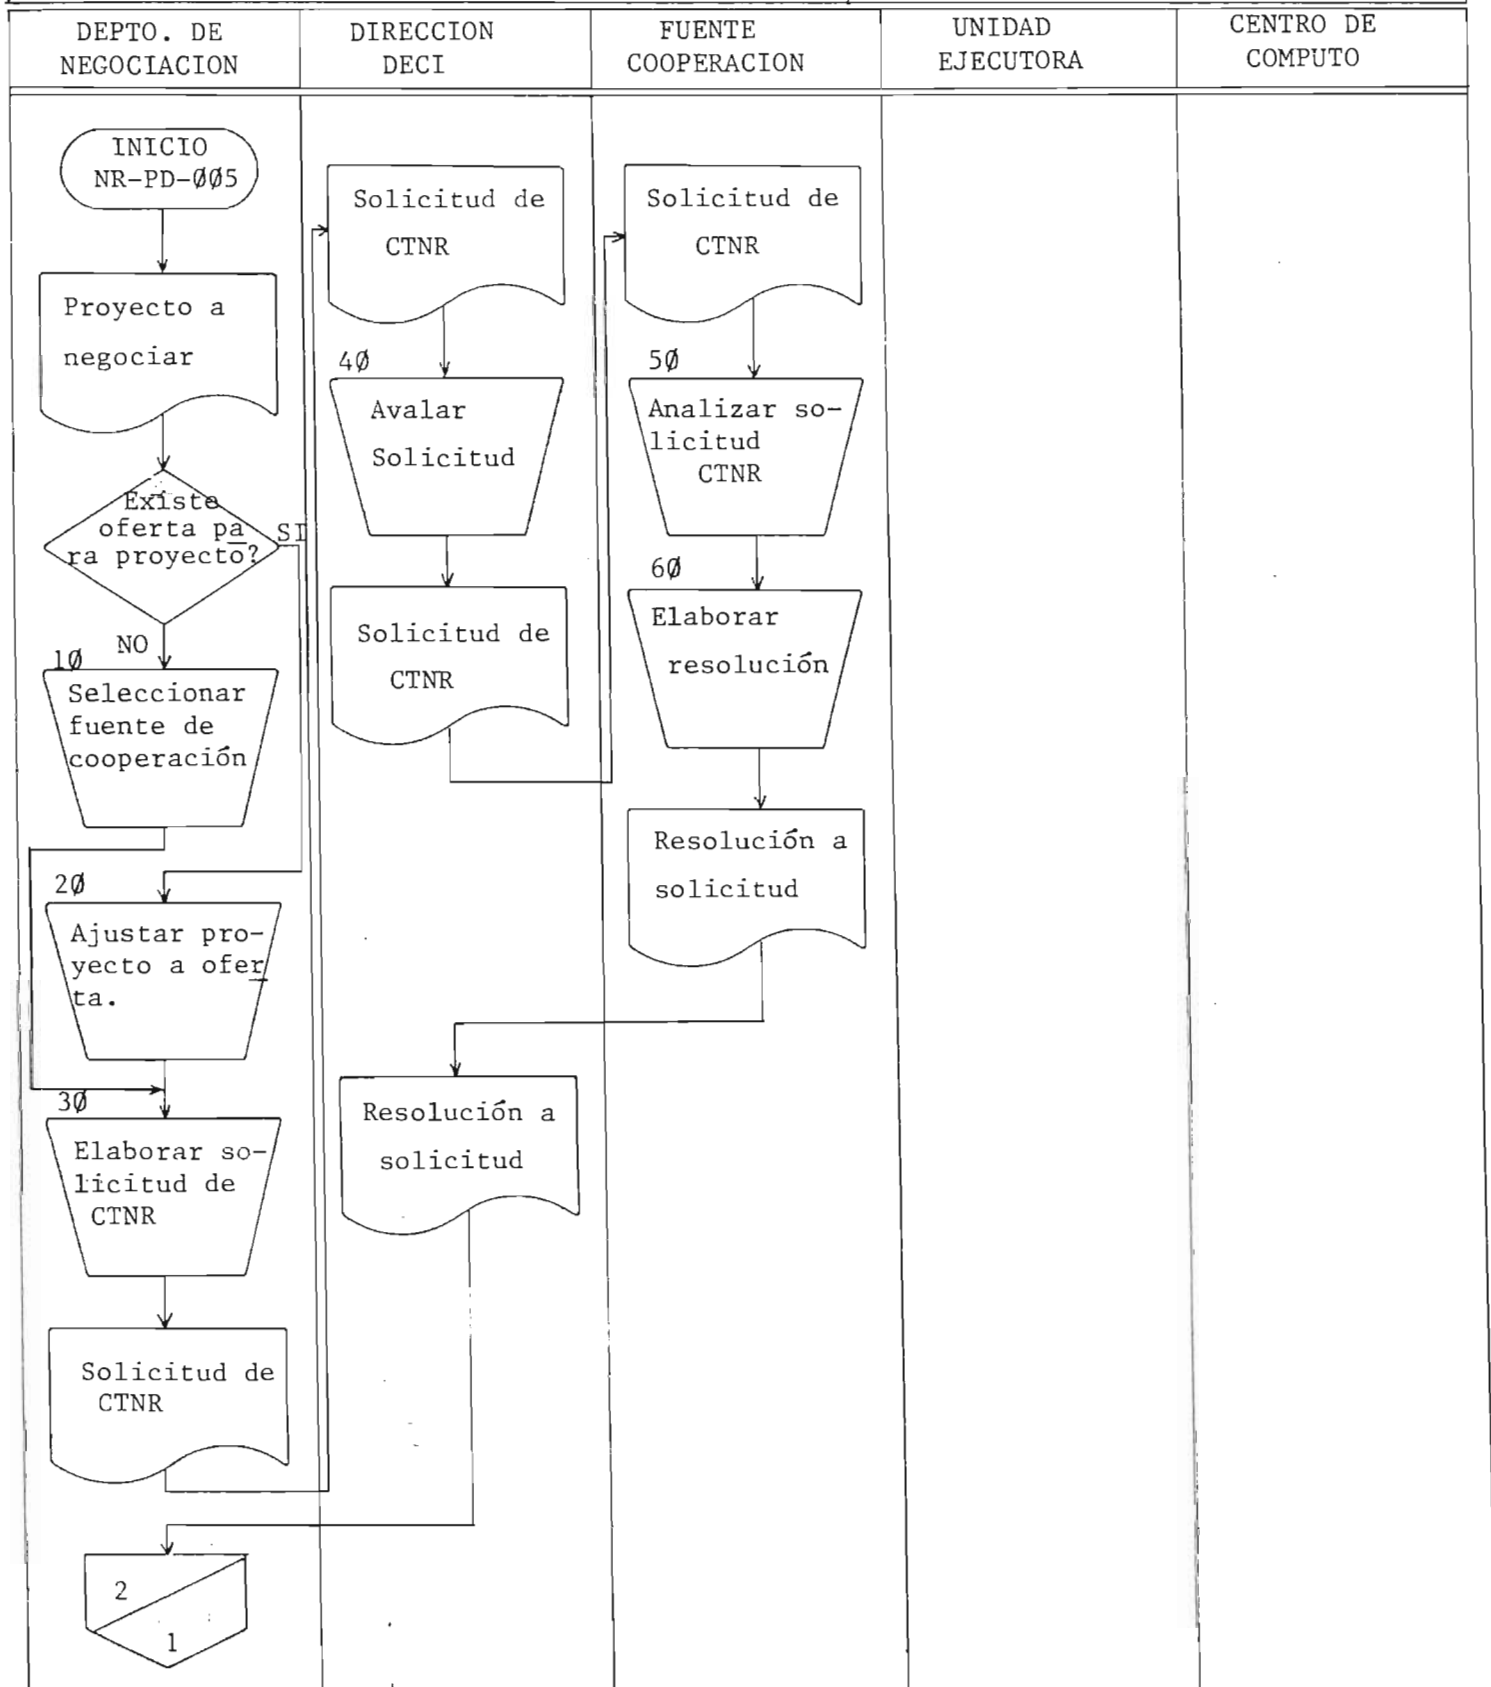 DEPTO. DE
NEGOCIACION
DIRECCION
DECI
FUENTE
COOPERACION
UNIDAD
EJECUTORA
CENTRO DE
COMPUTO
INICIO
NR-PD-ØØ5
Proyecto a
negociar
Existe
oferta pa
ra proyecto?
SI
NO
1Ø
Seleccionar
fuente de
cooperación
2Ø
Ajustar pro-
yecto a ofer
ta.
3Ø
Elaborar so-
licitud de
CTNR
Solicitud de
CTNR
2
1
Solicitud de
CTNR
4Ø
Avalar
Solicitud
Solicitud de
CTNR
Resolución a
solicitud
Solicitud de
CTNR
5Ø
Analizar so-
licitud
CTNR
6Ø
Elaborar
resolución
Resolución a
solicitud